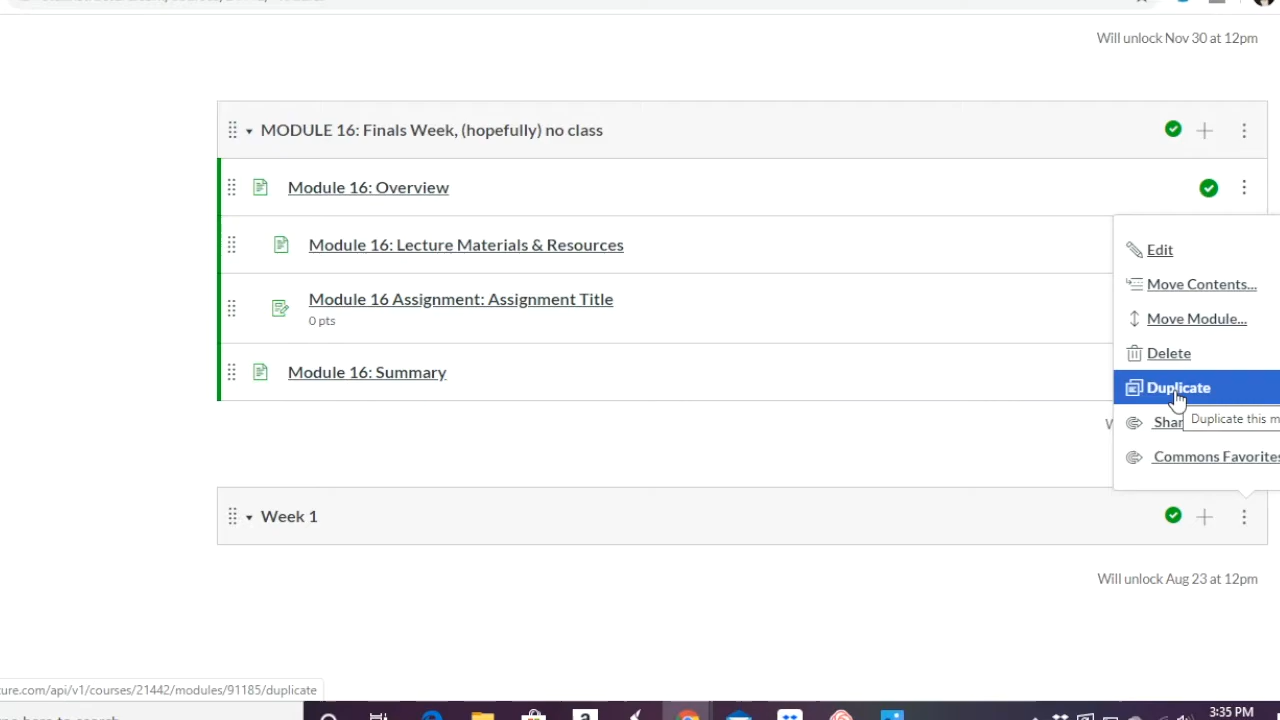 Will unlock Nov 30 at 12pm
MODULE 16: Finals Week, (hopefully) no class
Module 16: Overview
Module 16: Lecture Materials & Resources
Module 16 Assignment: Assignment Title
0 pts
Module 16: Summary
Edit
Move Contents...
Move Module...
Delete
Duplicate
Duplicate this m
Shar
Commons Favorites
Week 1
Will unlock Aug 23 at 12pm
ure.com/api/v1/courses/21442/modules/91185/duplicate
3:35 PM